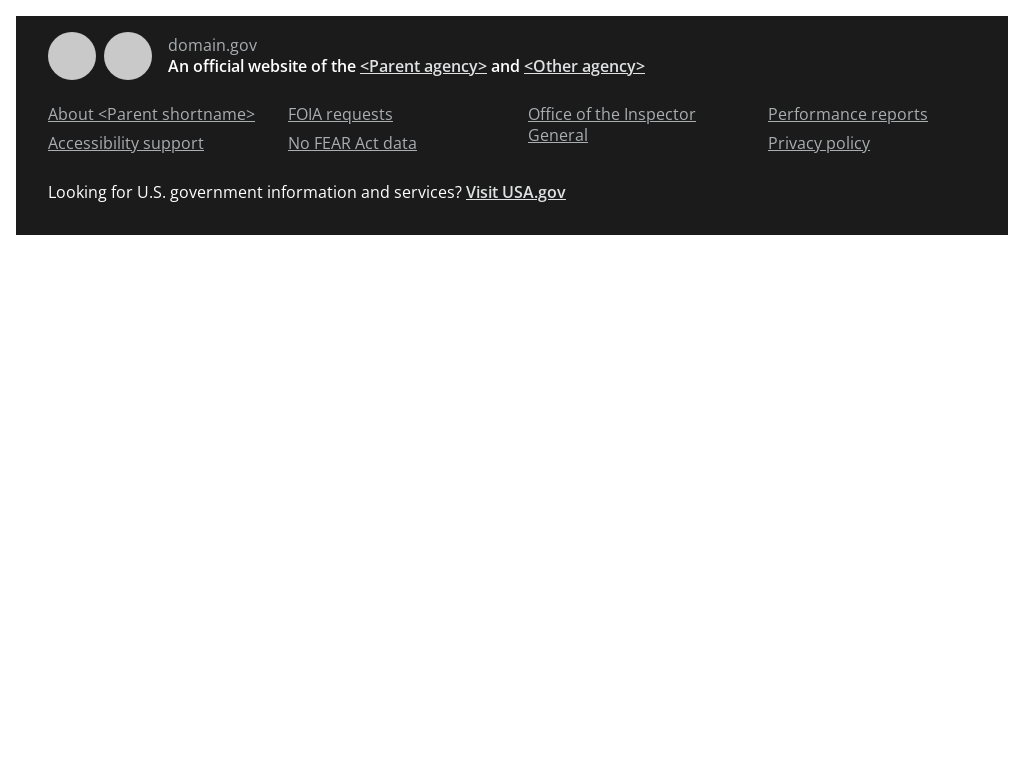 domain.gov
An official website of the <Parent agency> and <Other agency>
About <Parent shortname>
Accessibility support
FOIA requests
No FEAR Act data
Office of the Inspector
General
Performance reports
Privacy policy
Looking for U.S. government information and services? Visit USA.gov